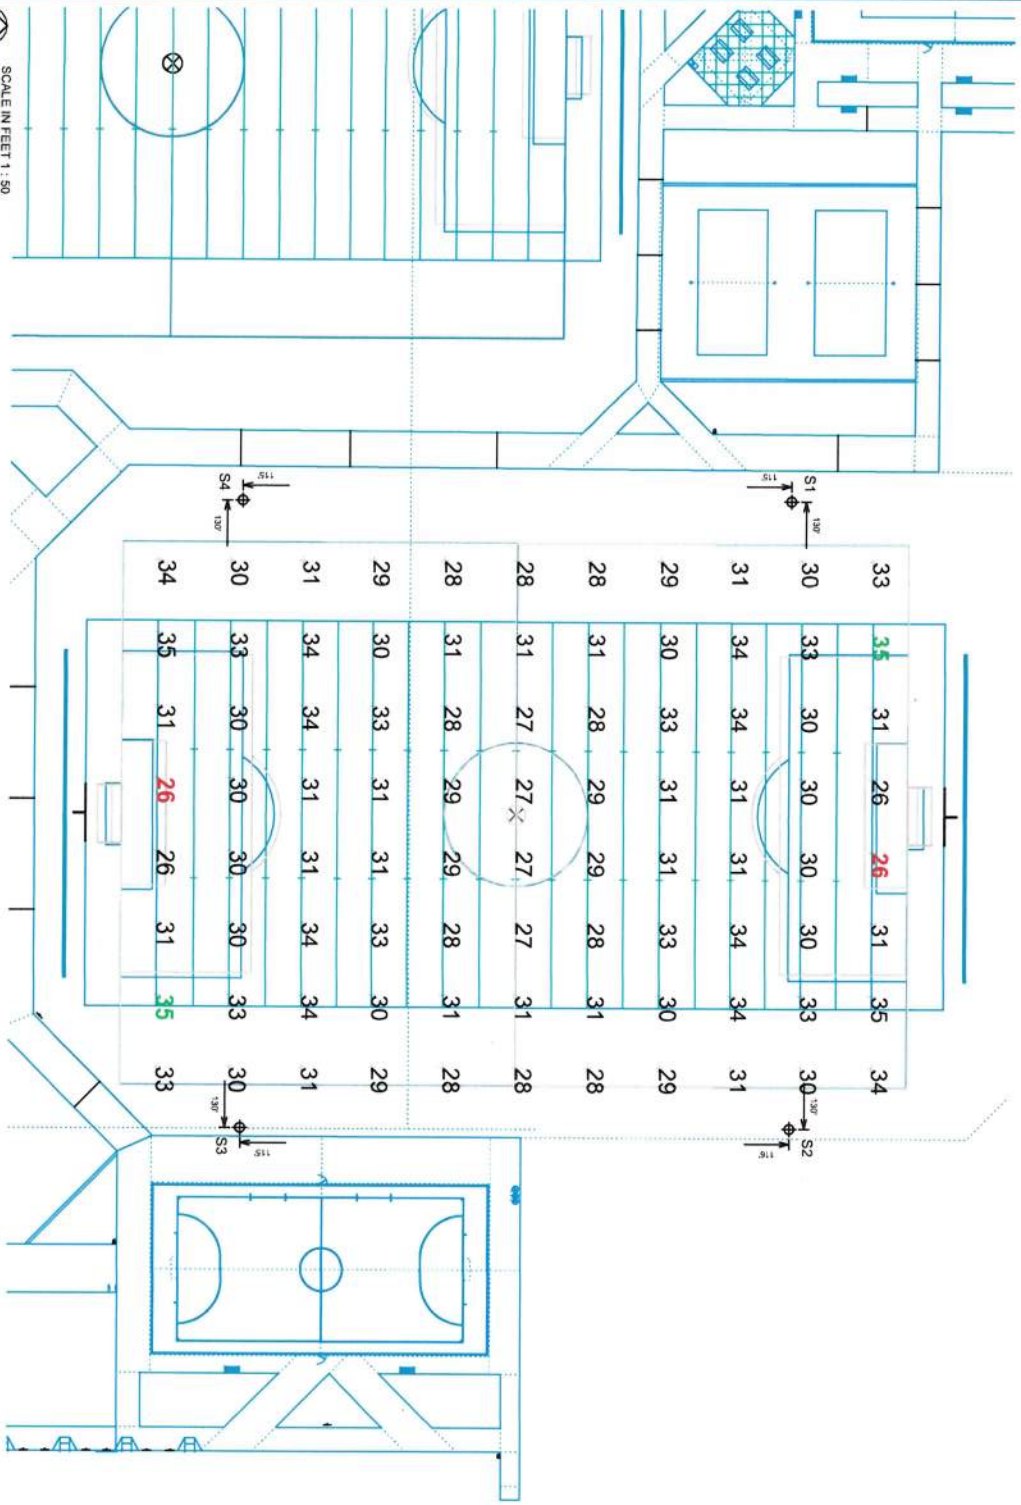 33 35 31 26 26 31 35 34
S1
S2
130'
130'
115'
116'
30 33 30 30 30 30 33 30
31 34 34 31 31 34 34 31
29 30 33 31 31 33 30 29
28 31 28 29 29 28 31 28
28 31 27 27 27 27 31 28
28 31 28 29 29 28 31 28
29 30 33 31 31 33 30 29
31 34 34 31 31 34 34 31
115'
115'
30 33 30 30 30 30 33 30
S4
S3
130'
130'
34 35 31 26 26 31 35 33
SCALE IN FEET 1 : 50